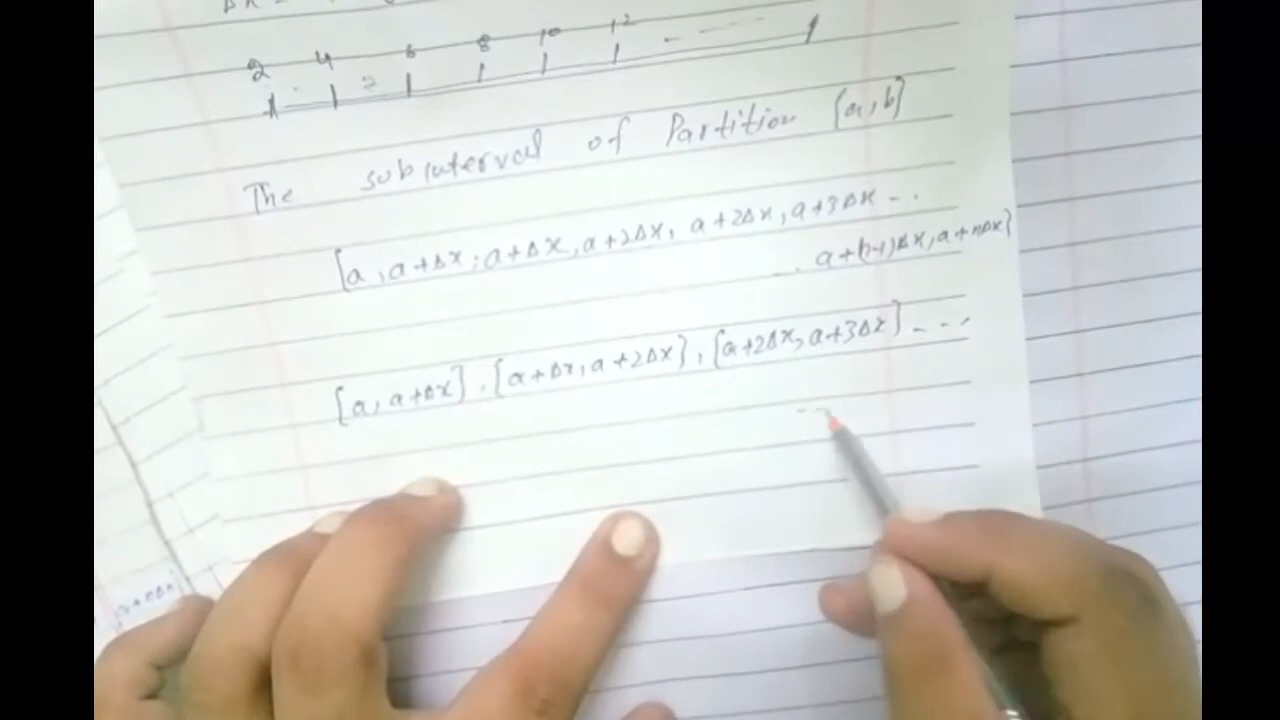 Δx =
2 4 6 8 10 12
The subinterval of Partition [a,b]
[a, a+Δx, a+Δx, a+2Δx, a+2Δx, a+3Δx ...
... a+(n-1)Δx, a+nΔx]
[a, a+Δx], [a+Δx, a+2Δx], [a+2Δx, a+3Δx] ...